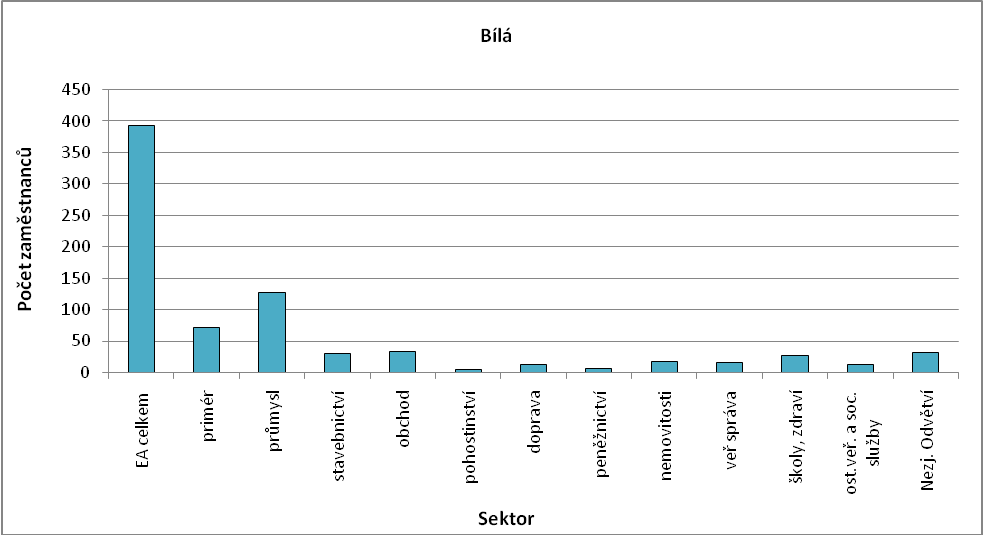 Bílá
Počet zaměstnanců
450
400
350
300
250
200
150
100
50
0
EA celkem
primér
průmysl
stavebnictví
obchod
pohostinství
doprava
peněžnictví
nemovitosti
veř správa
školy, zdraví
ost.veř. a soc.
služby
Nezj. Odvětví
Sektor